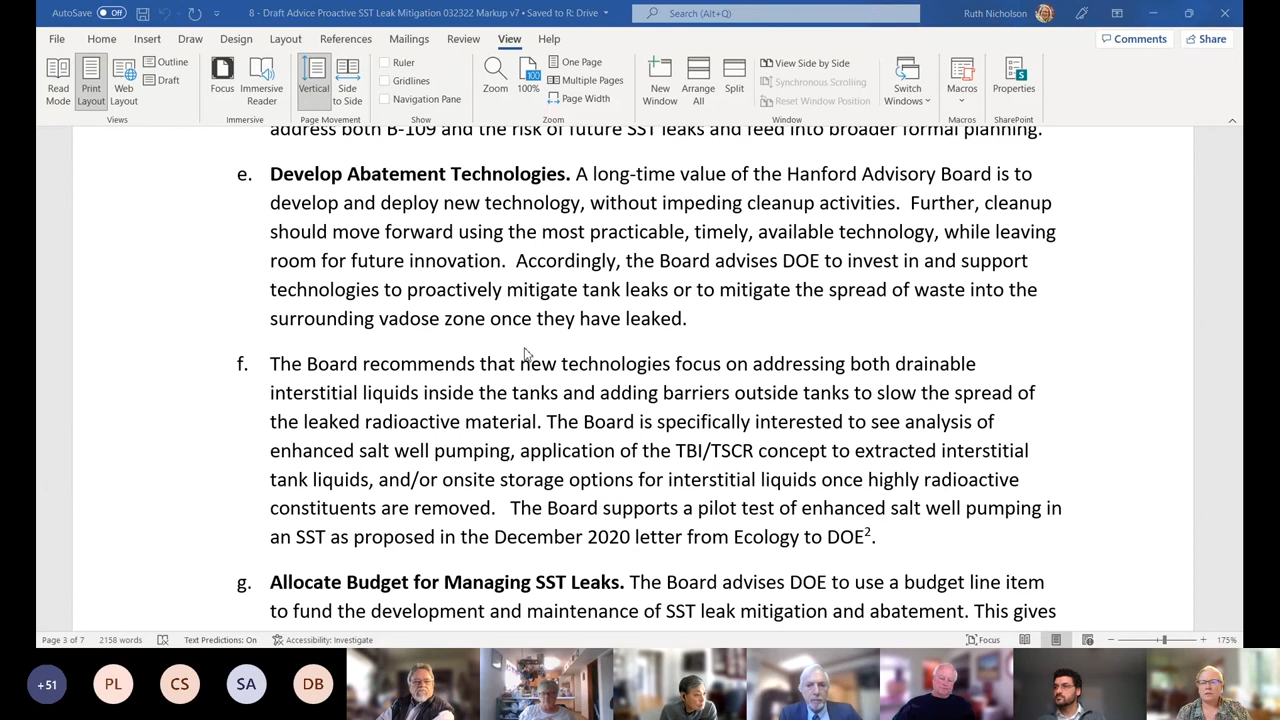 AutoSave Off 8 - Draft Advice Proactive SST Leak Mitigation 032322 Markup v7 • Saved to R: Drive Search (Alt+Q) Ruth Nicholson
File Home Insert Draw Design Layout References Mailings Review View Help Comments Share
Read Mode
Print Layout
Web Layout
Outline
Draft
Views
Focus
Immersive Reader
Immersive
Vertical
Side to Side
Page Movement
Ruler
Gridlines
Navigation Pane
Show
Zoom
100%
One Page
Multiple Pages
Page Width
Zoom
New Window
Arrange All
Split
View Side by Side
Synchronous Scrolling
Reset Window Position
Switch Windows
Window
Macros
Macros
Properties
SharePoint
address both B-109 and the risk of future SST leaks and feed into broader formal planning.
e. Develop Abatement Technologies. A long-time value of the Hanford Advisory Board is to
develop and deploy new technology, without impeding cleanup activities. Further, cleanup
should move forward using the most practicable, timely, available technology, while leaving
room for future innovation. Accordingly, the Board advises DOE to invest in and support
technologies to proactively mitigate tank leaks or to mitigate the spread of waste into the
surrounding vadose zone once they have leaked.
f. The Board recommends that new technologies focus on addressing both drainable
interstitial liquids inside the tanks and adding barriers outside tanks to slow the spread of
the leaked radioactive material. The Board is specifically interested to see analysis of
enhanced salt well pumping, application of the TBI/TSCR concept to extracted interstitial
tank liquids, and/or onsite storage options for interstitial liquids once highly radioactive
constituents are removed. The Board supports a pilot test of enhanced salt well pumping in
an SST as proposed in the December 2020 letter from Ecology to DOE2.
g. Allocate Budget for Managing SST Leaks. The Board advises DOE to use a budget line item
to fund the development and maintenance of SST leak mitigation and abatement. This gives
Page 3 of 7 2158 words Text Predictions: On Accessibility: Investigate Focus 175%
+51 PL CS SA DB